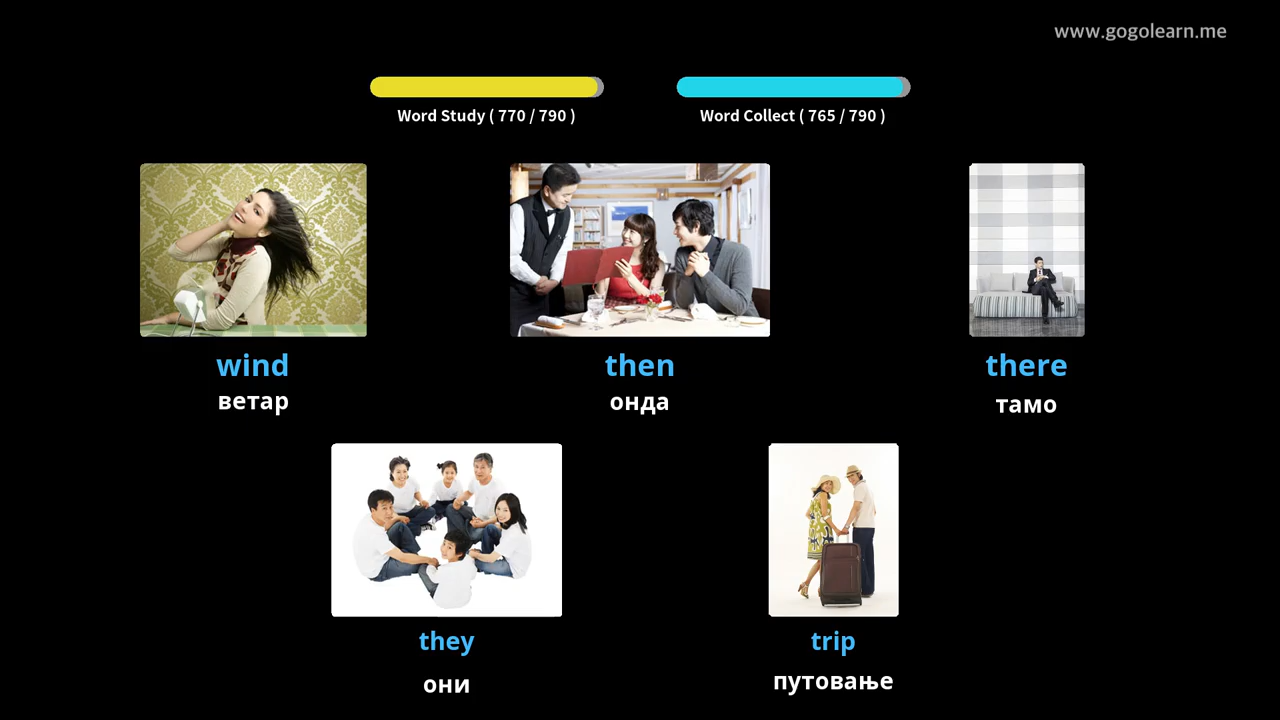 www.gogolearn.me
Word Study ( 770 / 790 )
Word Collect ( 765 / 790 )
wind
ветар
then
онда
there
тамо
they
они
trip
путовање